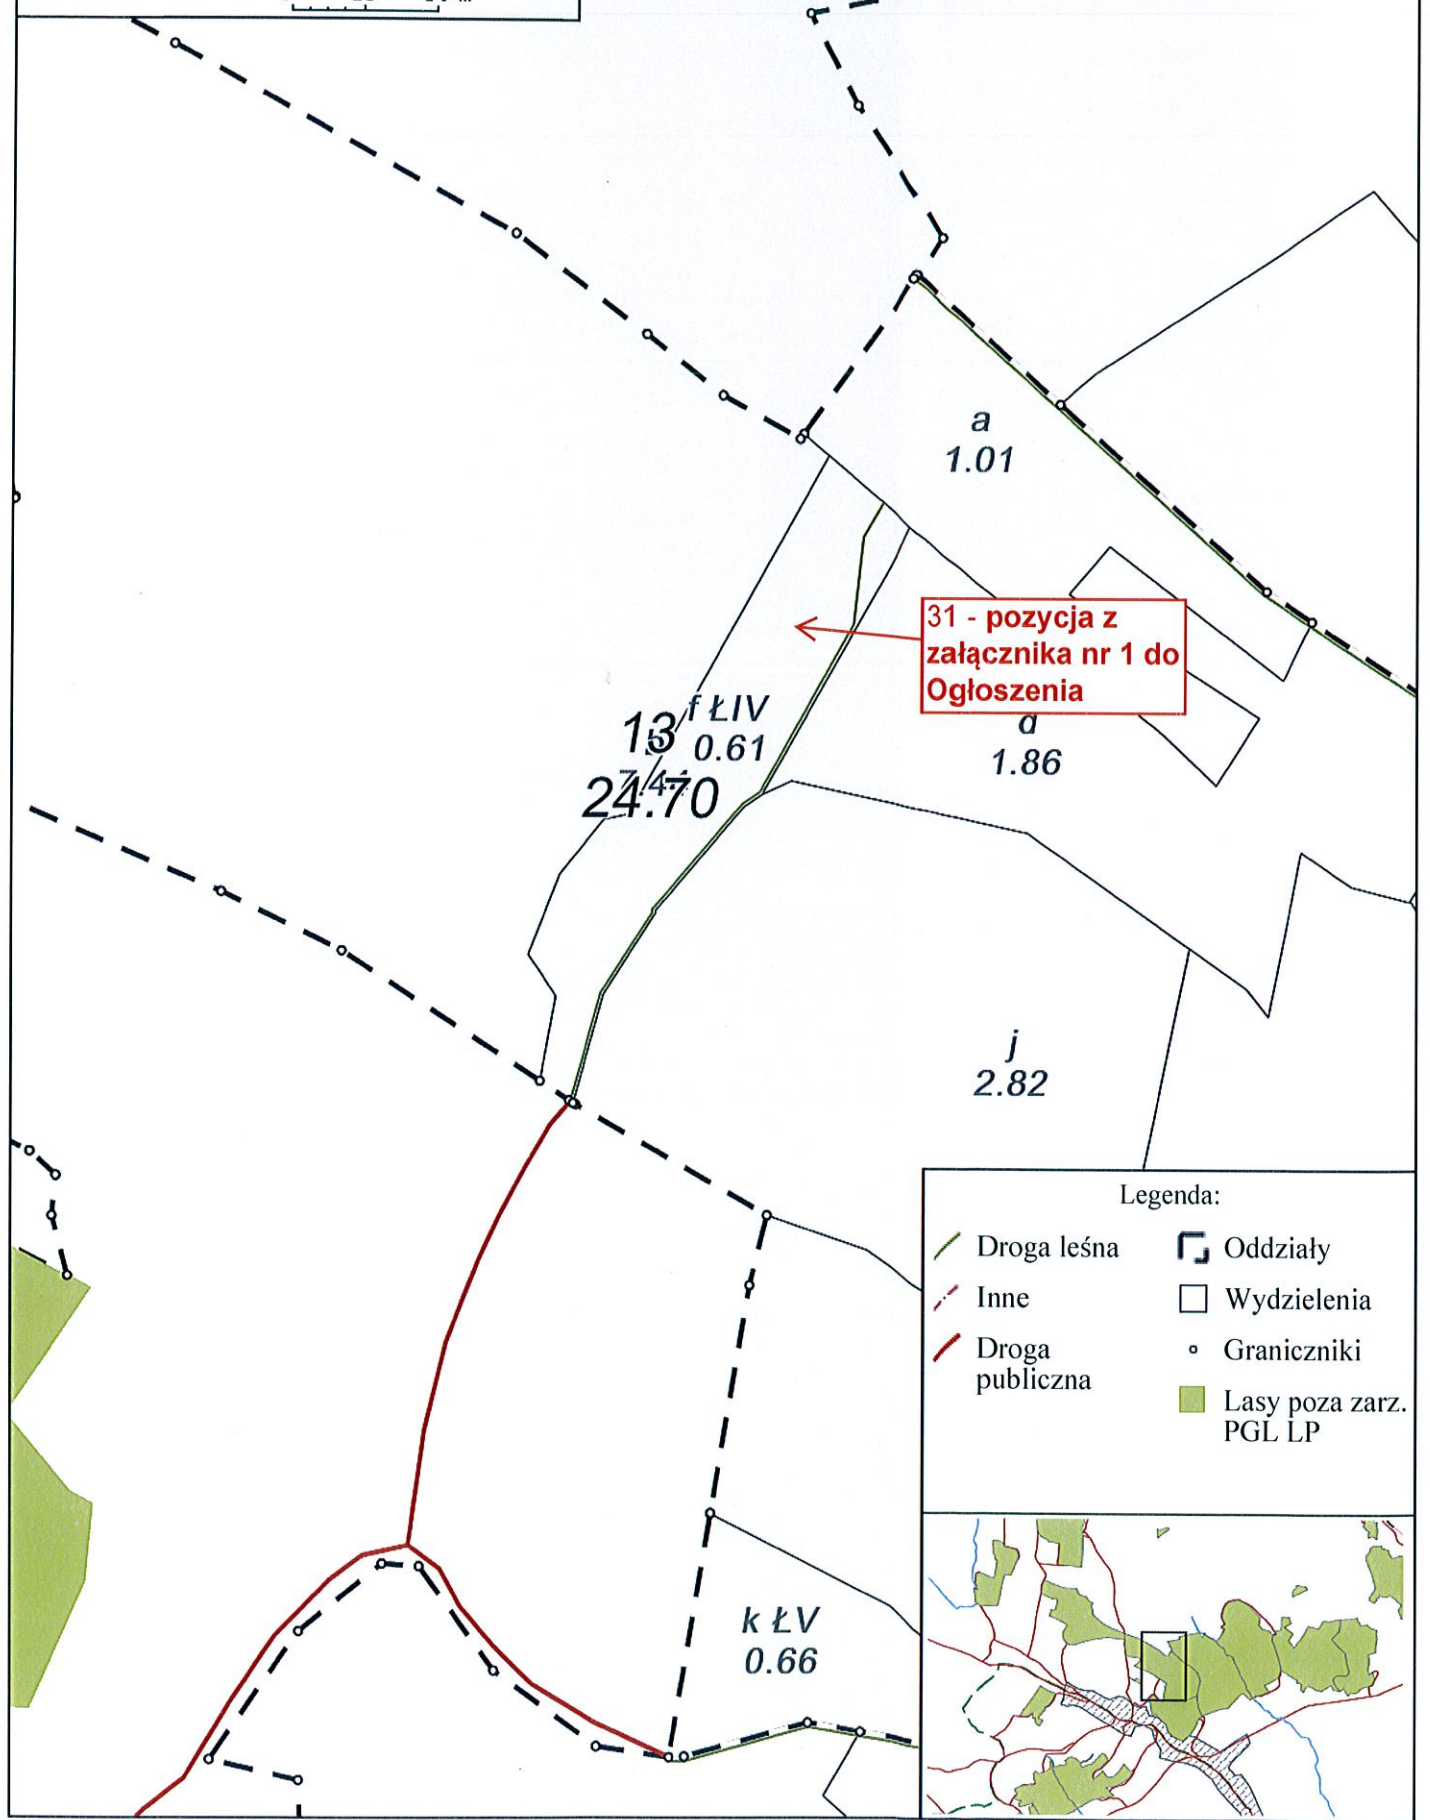 a
1.01
31 - pozycja z
załącznika nr 1 do
Ogłoszenia
f ŁIV
0.61
13
24.70
d
1.86
j
2.82
Legenda:
Droga leśna
Inne
Droga
publiczna
Oddziały
Wydzielenia
Graniczniki
Lasy poza zarz.
PGL LP
k ŁV
0.66